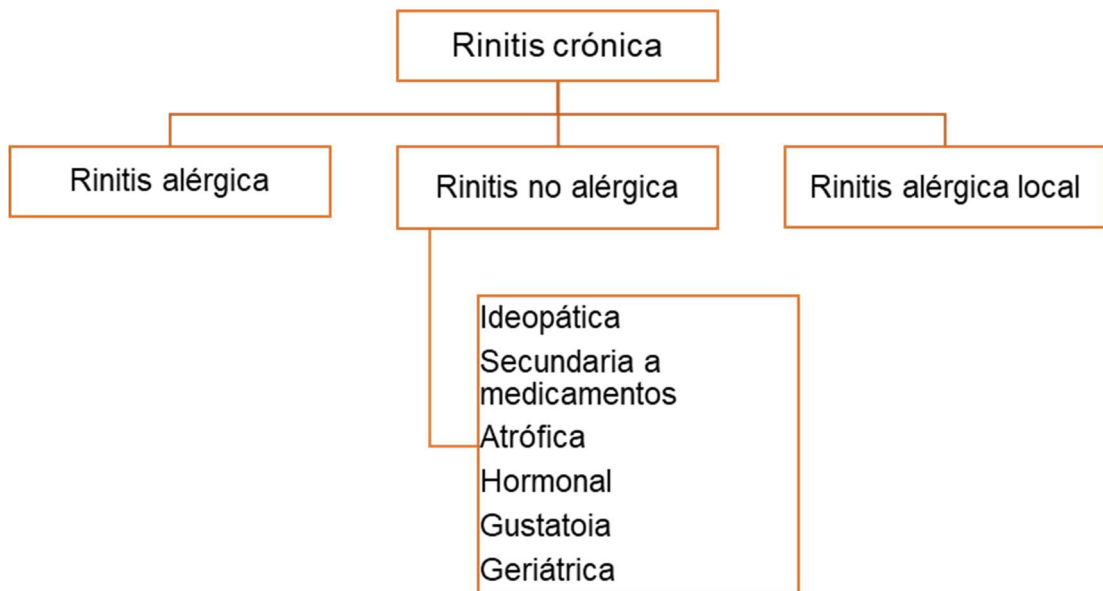 Rinitis crónica
Rinitis alérgica
Rinitis no alérgica
Rinitis alérgica local
Ideopática
Secundaria a
medicamentos
Atrófica
Hormonal
Gustatoia
Geriátrica